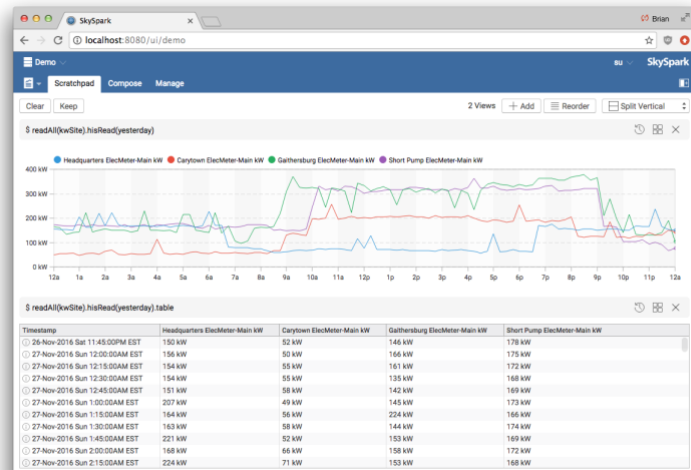 SkySpark
Brian
localhost:8080/ui/demo
Demo
su
SkySpark
Scratchpad Compose Manage
Clear Keep 2 Views + Add Reorder Split Vertical
$ readAll(kwSite).hisRead(yesterday)
Headquarters ElecMeter-Main kW Carytown ElecMeter-Main kW Gaithersburg ElecMeter-Main kW Short Pump ElecMeter-Main kW
400 kW
300 kW
200 kW
100 kW
0 kW
12a 1a 2a 3a 4a 5a 6a 7a 8a 9a 10a 11a 12p 1p 2p 3p 4p 5p 6p 7p 8p 9p 10p 11p 12a
$ readAll(kwSite).hisRead(yesterday).table
Timestamp Headquarters ElecMeter-Main kW Carytown ElecMeter-Main kW Gaithersburg ElecMeter-Main kW Short Pump ElecMeter-Main kW
26-Nov-2016 Sat 11:45:00PM EST 150 kW 52 kW 146 kW 178 kW
27-Nov-2016 Sun 12:00:00AM EST 156 kW 50 kW 166 kW 175 kW
27-Nov-2016 Sun 12:15:00AM EST 154 kW 55 kW 161 kW 172 kW
27-Nov-2016 Sun 12:30:00AM EST 154 kW 55 kW 135 kW 168 kW
27-Nov-2016 Sun 12:45:00AM EST 151 kW 58 kW 142 kW 169 kW
27-Nov-2016 Sun 1:00:00AM EST 207 kW 49 kW 145 kW 173 kW
27-Nov-2016 Sun 1:15:00AM EST 164 kW 56 kW 224 kW 166 kW
27-Nov-2016 Sun 1:30:00AM EST 163 kW 58 kW 144 kW 174 kW
27-Nov-2016 Sun 1:45:00AM EST 221 kW 52 kW 153 kW 169 kW
27-Nov-2016 Sun 2:00:00AM EST 168 kW 66 kW 158 kW 172 kW
27-Nov-2016 Sun 2:15:00AM EST 224 kW 71 kW 153 kW 168 kW